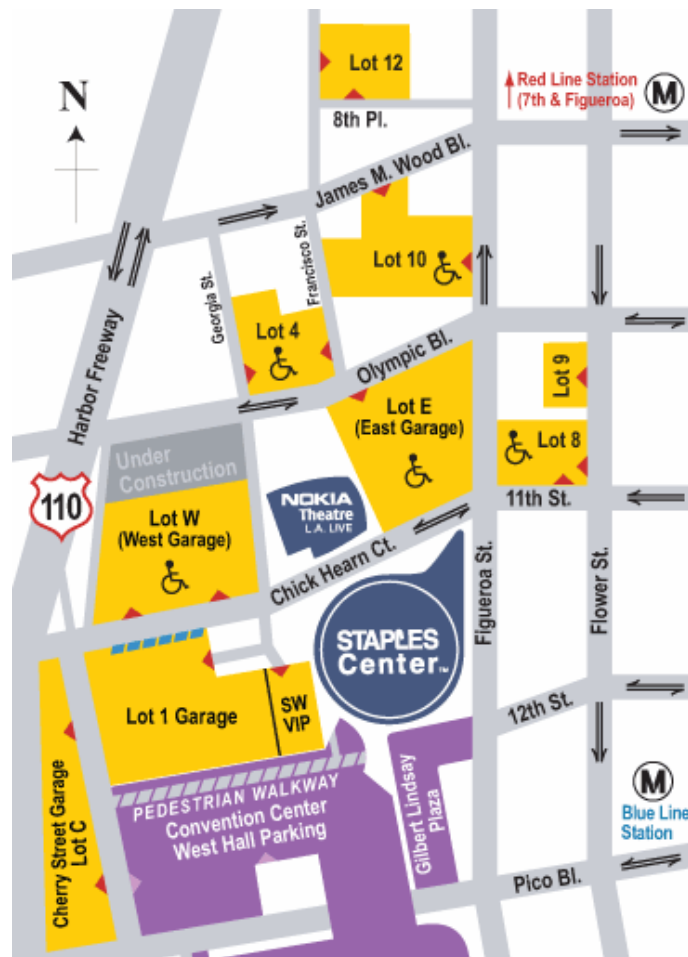 Lot 12
Red Line Station
(7th & Figueroa)
M
N
8th Pl.
James M. Wood Bl.
Georgia St.
Francisco St.
Lot 10
Harbor Freeway
Lot 4
Olympic Bl.
Lot 9
Lot E
(East Garage)
Lot 8
Under
Construction
110
NOKIA
Theatre
L.A. LIVE
11th St.
Lot W
(West Garage)
Chick Hearn Ct.
Figueroa St.
Flower St.
STAPLES
Center™
Lot 1 Garage
SW
VIP
12th St.
Cherry Street Garage
Lot C
PEDESTRIAN WALKWAY
Convention Center
West Hall Parking
Gilbert Lindsay
Plaza
M
Blue Line
Station
Pico Bl.